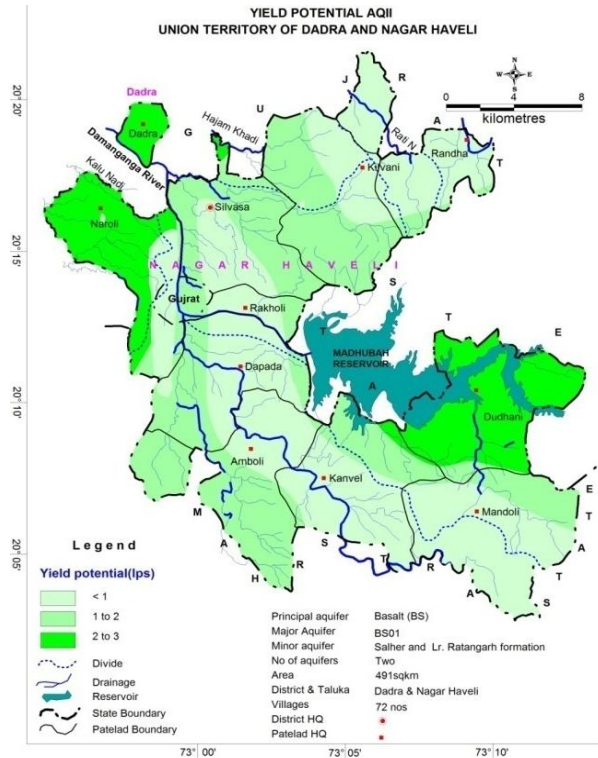 YIELD POTENTIAL AQII
UNION TERRITORY OF DADRA AND NAGAR HAVELI
N
W E
S
0 4 8
kilometres
20° 20'
20° 15'
20° 10'
20° 05'
Dadra
Dadra
G U J R A T
Hajam Khadi
Rati N
Randha
Damanganga River
Kalu Nadi
Kilvani
Naroli
Silvasa
N A G A R H A V E L I
Gujrat
Rakholi
S T A T E
MADHUBAH
RESERVOIR
Dapada
Dudhani
Amboli
Kanvel
Mandoli
M A H R S T R A S T A T E
Legend
Yield potential(lps)
< 1
1 to 2
2 to 3
Divide
Drainage
Reservoir
State Boundary
Patelad Boundary
Principal aquifer Basalt (BS)
Major Aquifer BS01
Minor aquifer Salher and Lr. Ratangarh formation
No of aquifers Two
Area 491sqkm
District & Taluka Dadra & Nagar Haveli
Villages 72 nos
District HQ
Patelad HQ
73° 00' 73° 05' 73° 10'